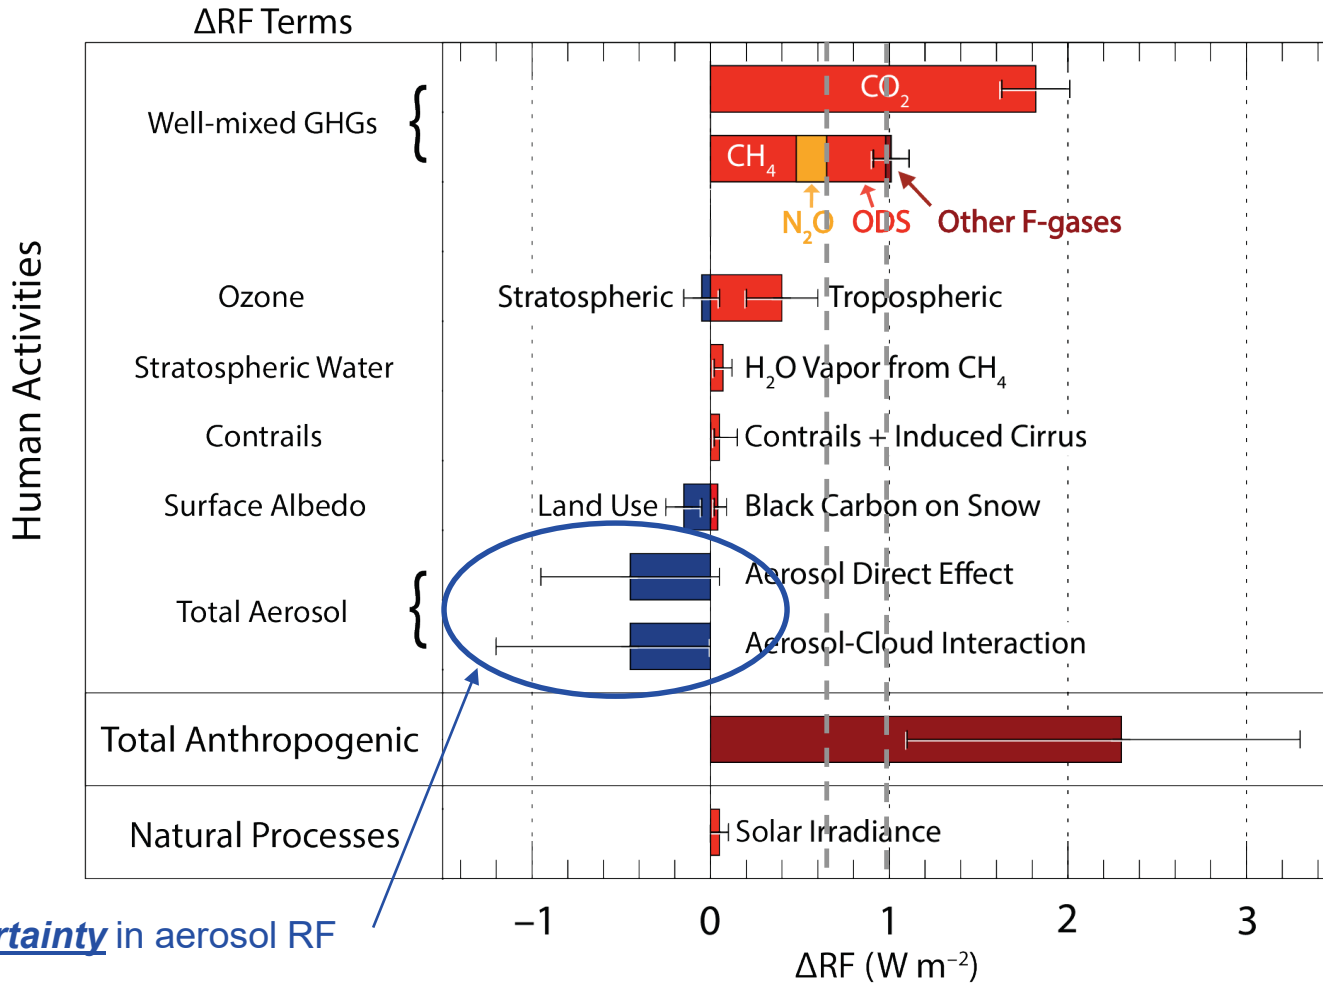 ΔRF Terms
Human Activities
Well-mixed GHGs {
CO₂
CH₄
N₂O ODS Other F-gases
Ozone Stratospheric Tropospheric
Stratospheric Water H₂O Vapor from CH₄
Contrails Contrails + Induced Cirrus
Surface Albedo Land Use Black Carbon on Snow
Total Aerosol { Aerosol Direct Effect
Aerosol-Cloud Interaction
Total Anthropogenic
Natural Processes Solar Irradiance
−1 0 1 2 3
rtainty in aerosol RF
ΔRF (W m⁻²)